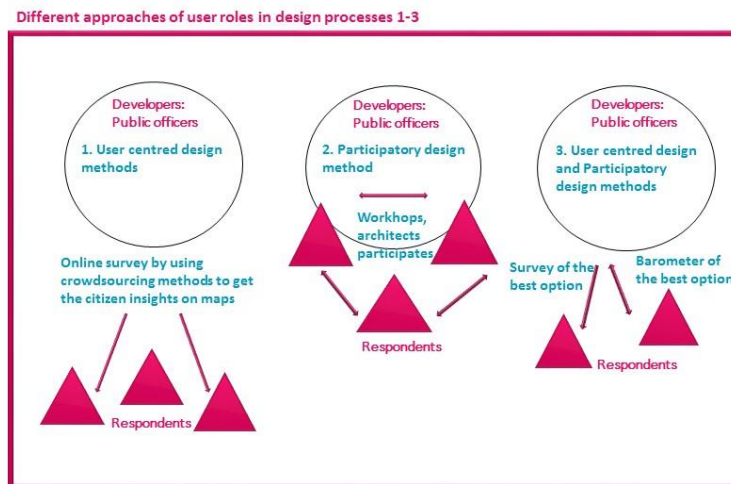 Different approaches of user roles in design processes 1-3
Developers:
Public officers
1. User centred design
methods
Online survey by using
crowdsourcing methods to get
the citizen insights on maps
Respondents
Developers:
Public officers
2. Participatory design
method
Workhops,
architects
participates
Respondents
Developers:
Public officers
3. User centred design
and Participatory
design methods
Survey of the
best option
Barometer of
the best option
Respondents